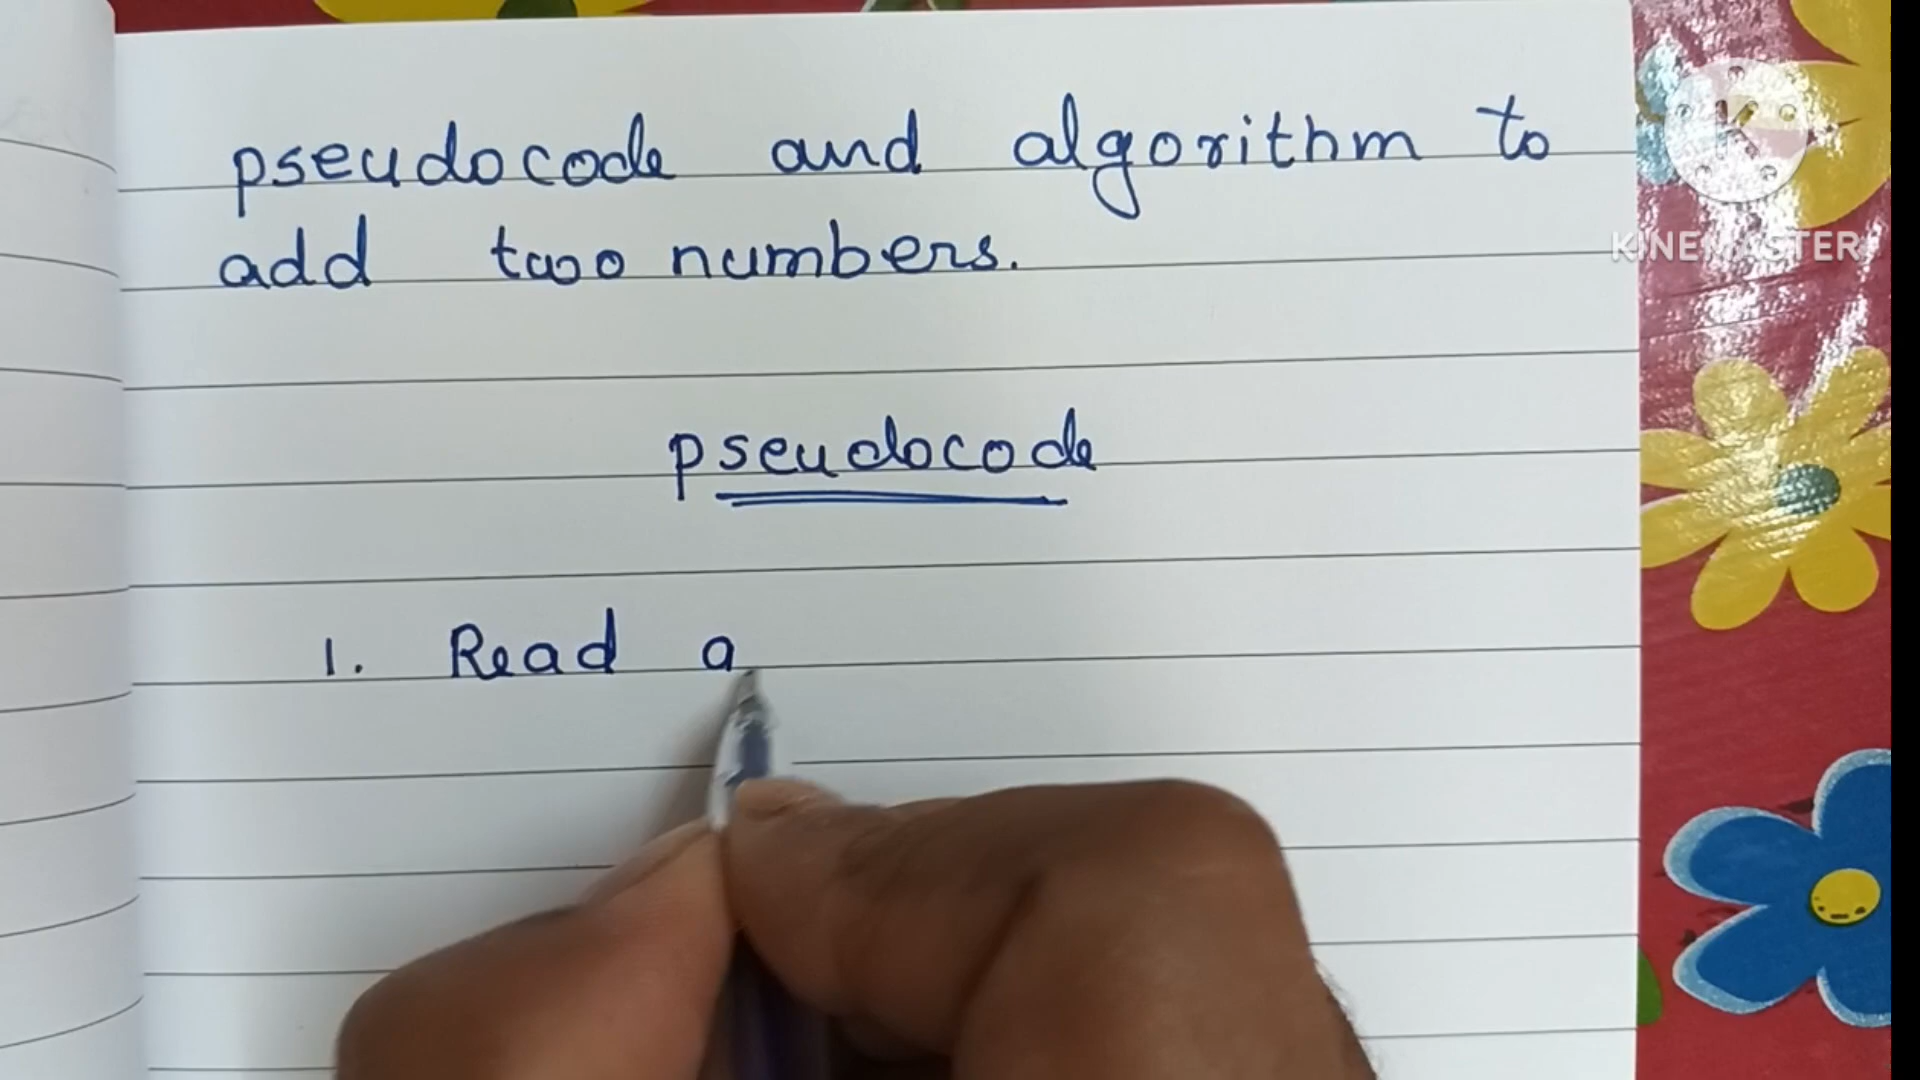 pseudocode and algorithm to
add two numbers.
pseudocode
1. Read a
KINEMASTER